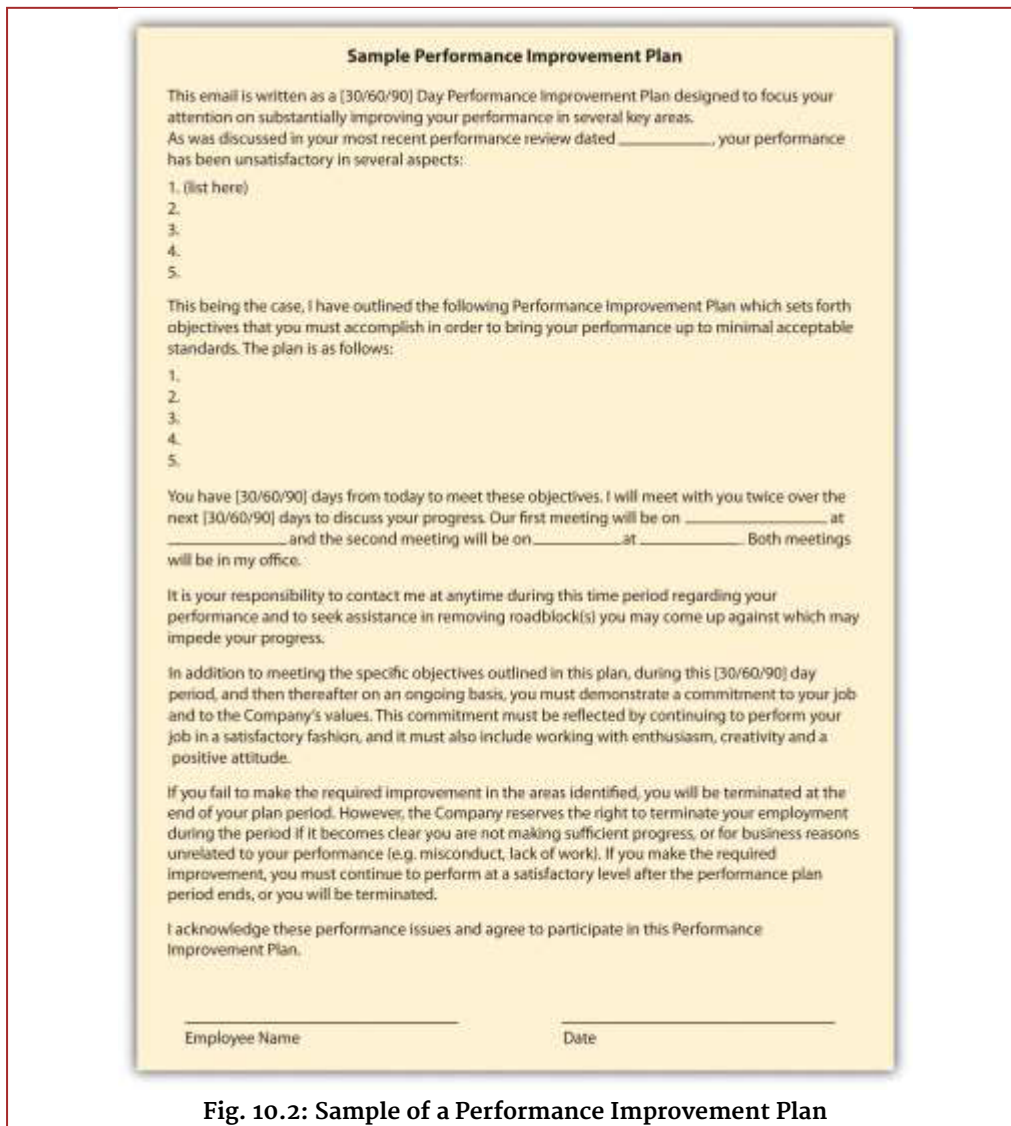 Sample Performance Improvement Plan
This email is written as a [30/60/90] Day Performance Improvement Plan designed to focus your
attention on substantially improving your performance in several key areas.
As was discussed in your most recent performance review dated ___________, your performance
has been unsatisfactory in several aspects:
1. (list here)
2.
3.
4.
5.
This being the case, I have outlined the following Performance Improvement Plan which sets forth
objectives that you must accomplish in order to bring your performance up to minimal acceptable
standards. The plan is as follows:
1.
2.
3.
4.
5.
You have [30/60/90] days from today to meet these objectives. I will meet with you twice over the
next [30/60/90] days to discuss your progress. Our first meeting will be on _________________ at
______________ and the second meeting will be on __________ at ____________. Both meetings
will be in my office.
It is your responsibility to contact me at anytime during this time period regarding your
performance and to seek assistance in removing roadblock(s) you may come up against which may
impede your progress.
In addition to meeting the specific objectives outlined in this plan, during this [30/60/90] day
period, and then thereafter on an ongoing basis, you must demonstrate a commitment to your job
and to the Company's values. This commitment must be reflected by continuing to perform your
job in a satisfactory fashion, and it must also include working with enthusiasm, creativity and a
positive attitude.
If you fail to make the required improvement in the areas identified, you will be terminated at the
end of your plan period. However, the Company reserves the right to terminate your employment
during the period if it becomes clear you are not making sufficient progress, or for business reasons
unrelated to your performance (e.g. misconduct, lack of work). If you make the required
improvement, you must continue to perform at a satisfactory level after the performance plan
period ends, or you will be terminated.
I acknowledge these performance issues and agree to participate in this Performance
Improvement Plan.
Employee Name
Date
Fig. 10.2: Sample of a Performance Improvement Plan